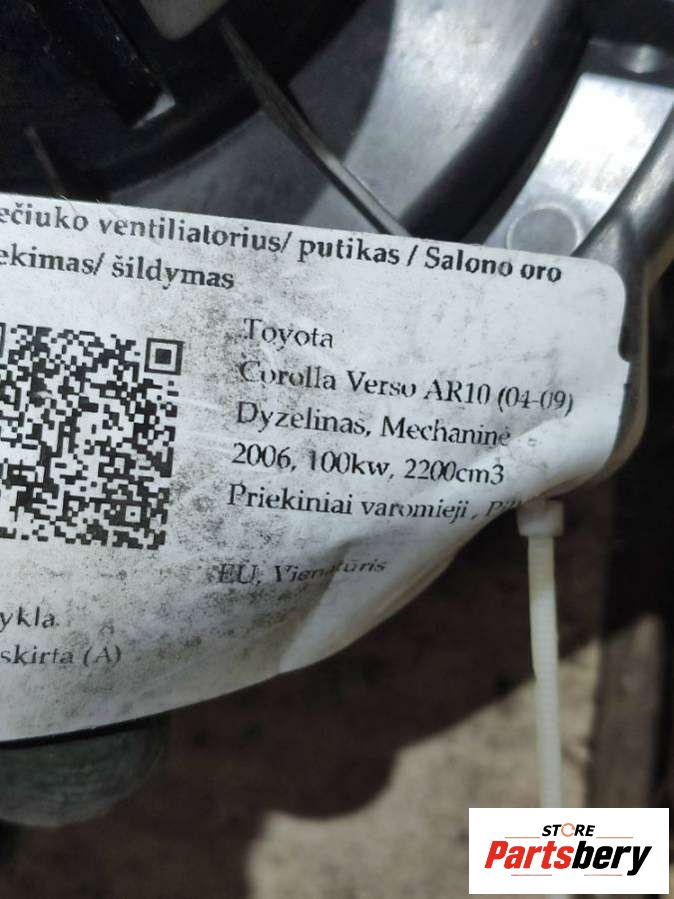 ečiuko ventiliatorius/ putikas / Salono oro
ekimas/ šildymas
Toyota
Corolla Verso AR10 (04-09)
Dyzelinas, Mechaninė
2006, 100kw, 2200cm3
Priekiniai varomieji ,
EU, Vienatūris
ykla
skirta (A)
STORE
Partsbery